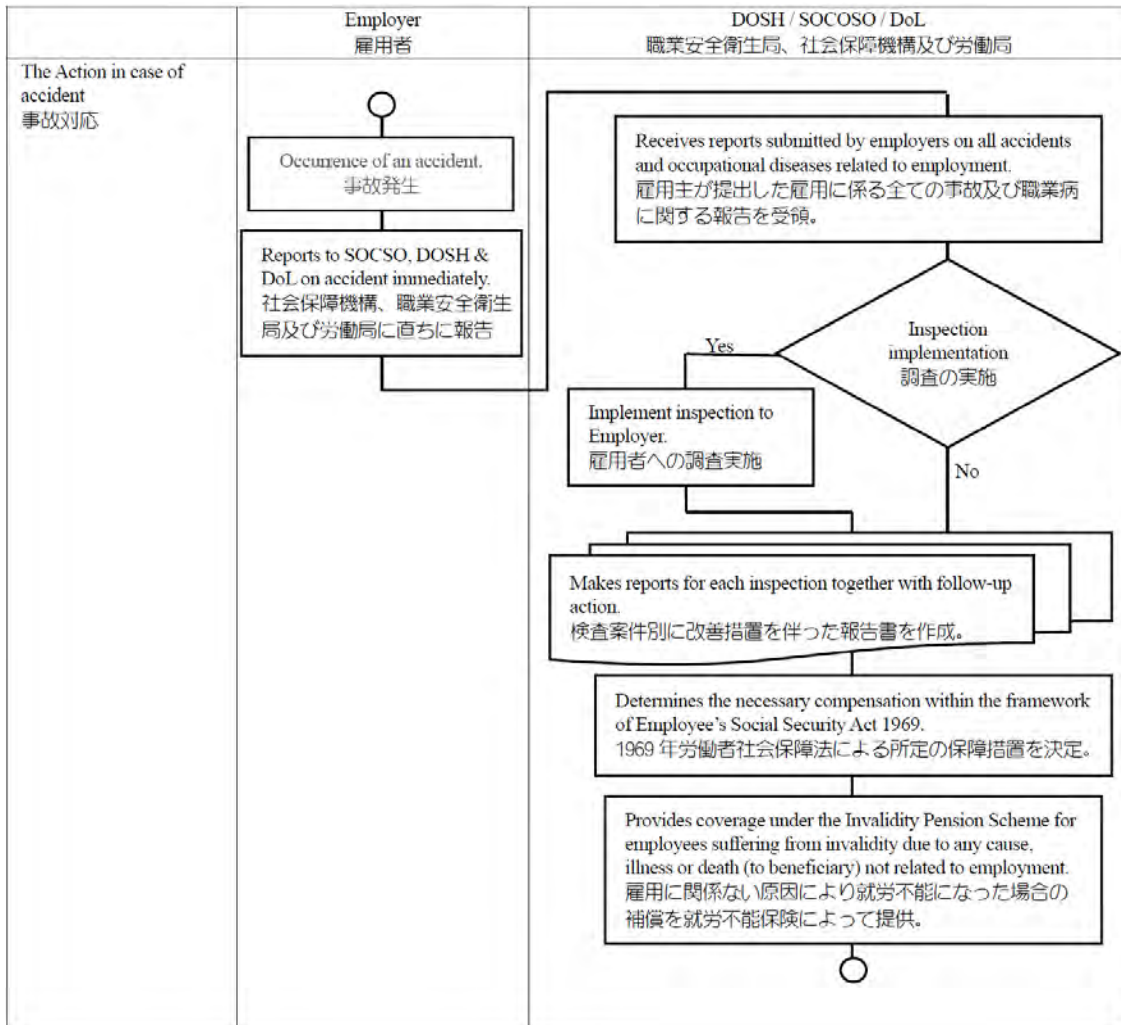 Employer
雇用者
DOSH / SOCOSO / DoL
職業安全衛生局、社会保障機構及び労働局
The Action in case of
accident
事故対応
Occurrence of an accident.
事故発生
Reports to SOCSO, DOSH &
DoL on accident immediately.
社会保障機構、職業安全衛生
局及び労働局に直ちに報告
Receives reports submitted by employers on all accidents
and occupational diseases related to employment.
雇用主が提出した雇用に係る全ての事故及び職業病
に関する報告を受領。
Inspection
implementation
調査の実施
Yes
Implement inspection to
Employer.
雇用者への調査実施
No
Makes reports for each inspection together with follow-up
action.
検査案件別に改善措置を伴った報告書を作成。
Determines the necessary compensation within the framework
of Employee's Social Security Act 1969.
1969 年労働者社会保障法による所定の保障措置を決定。
Provides coverage under the Invalidity Pension Scheme for
employees suffering from invalidity due to any cause,
illness or death (to beneficiary) not related to employment.
雇用に関係ない原因により就労不能になった場合の
補償を就労不能保険によって提供。